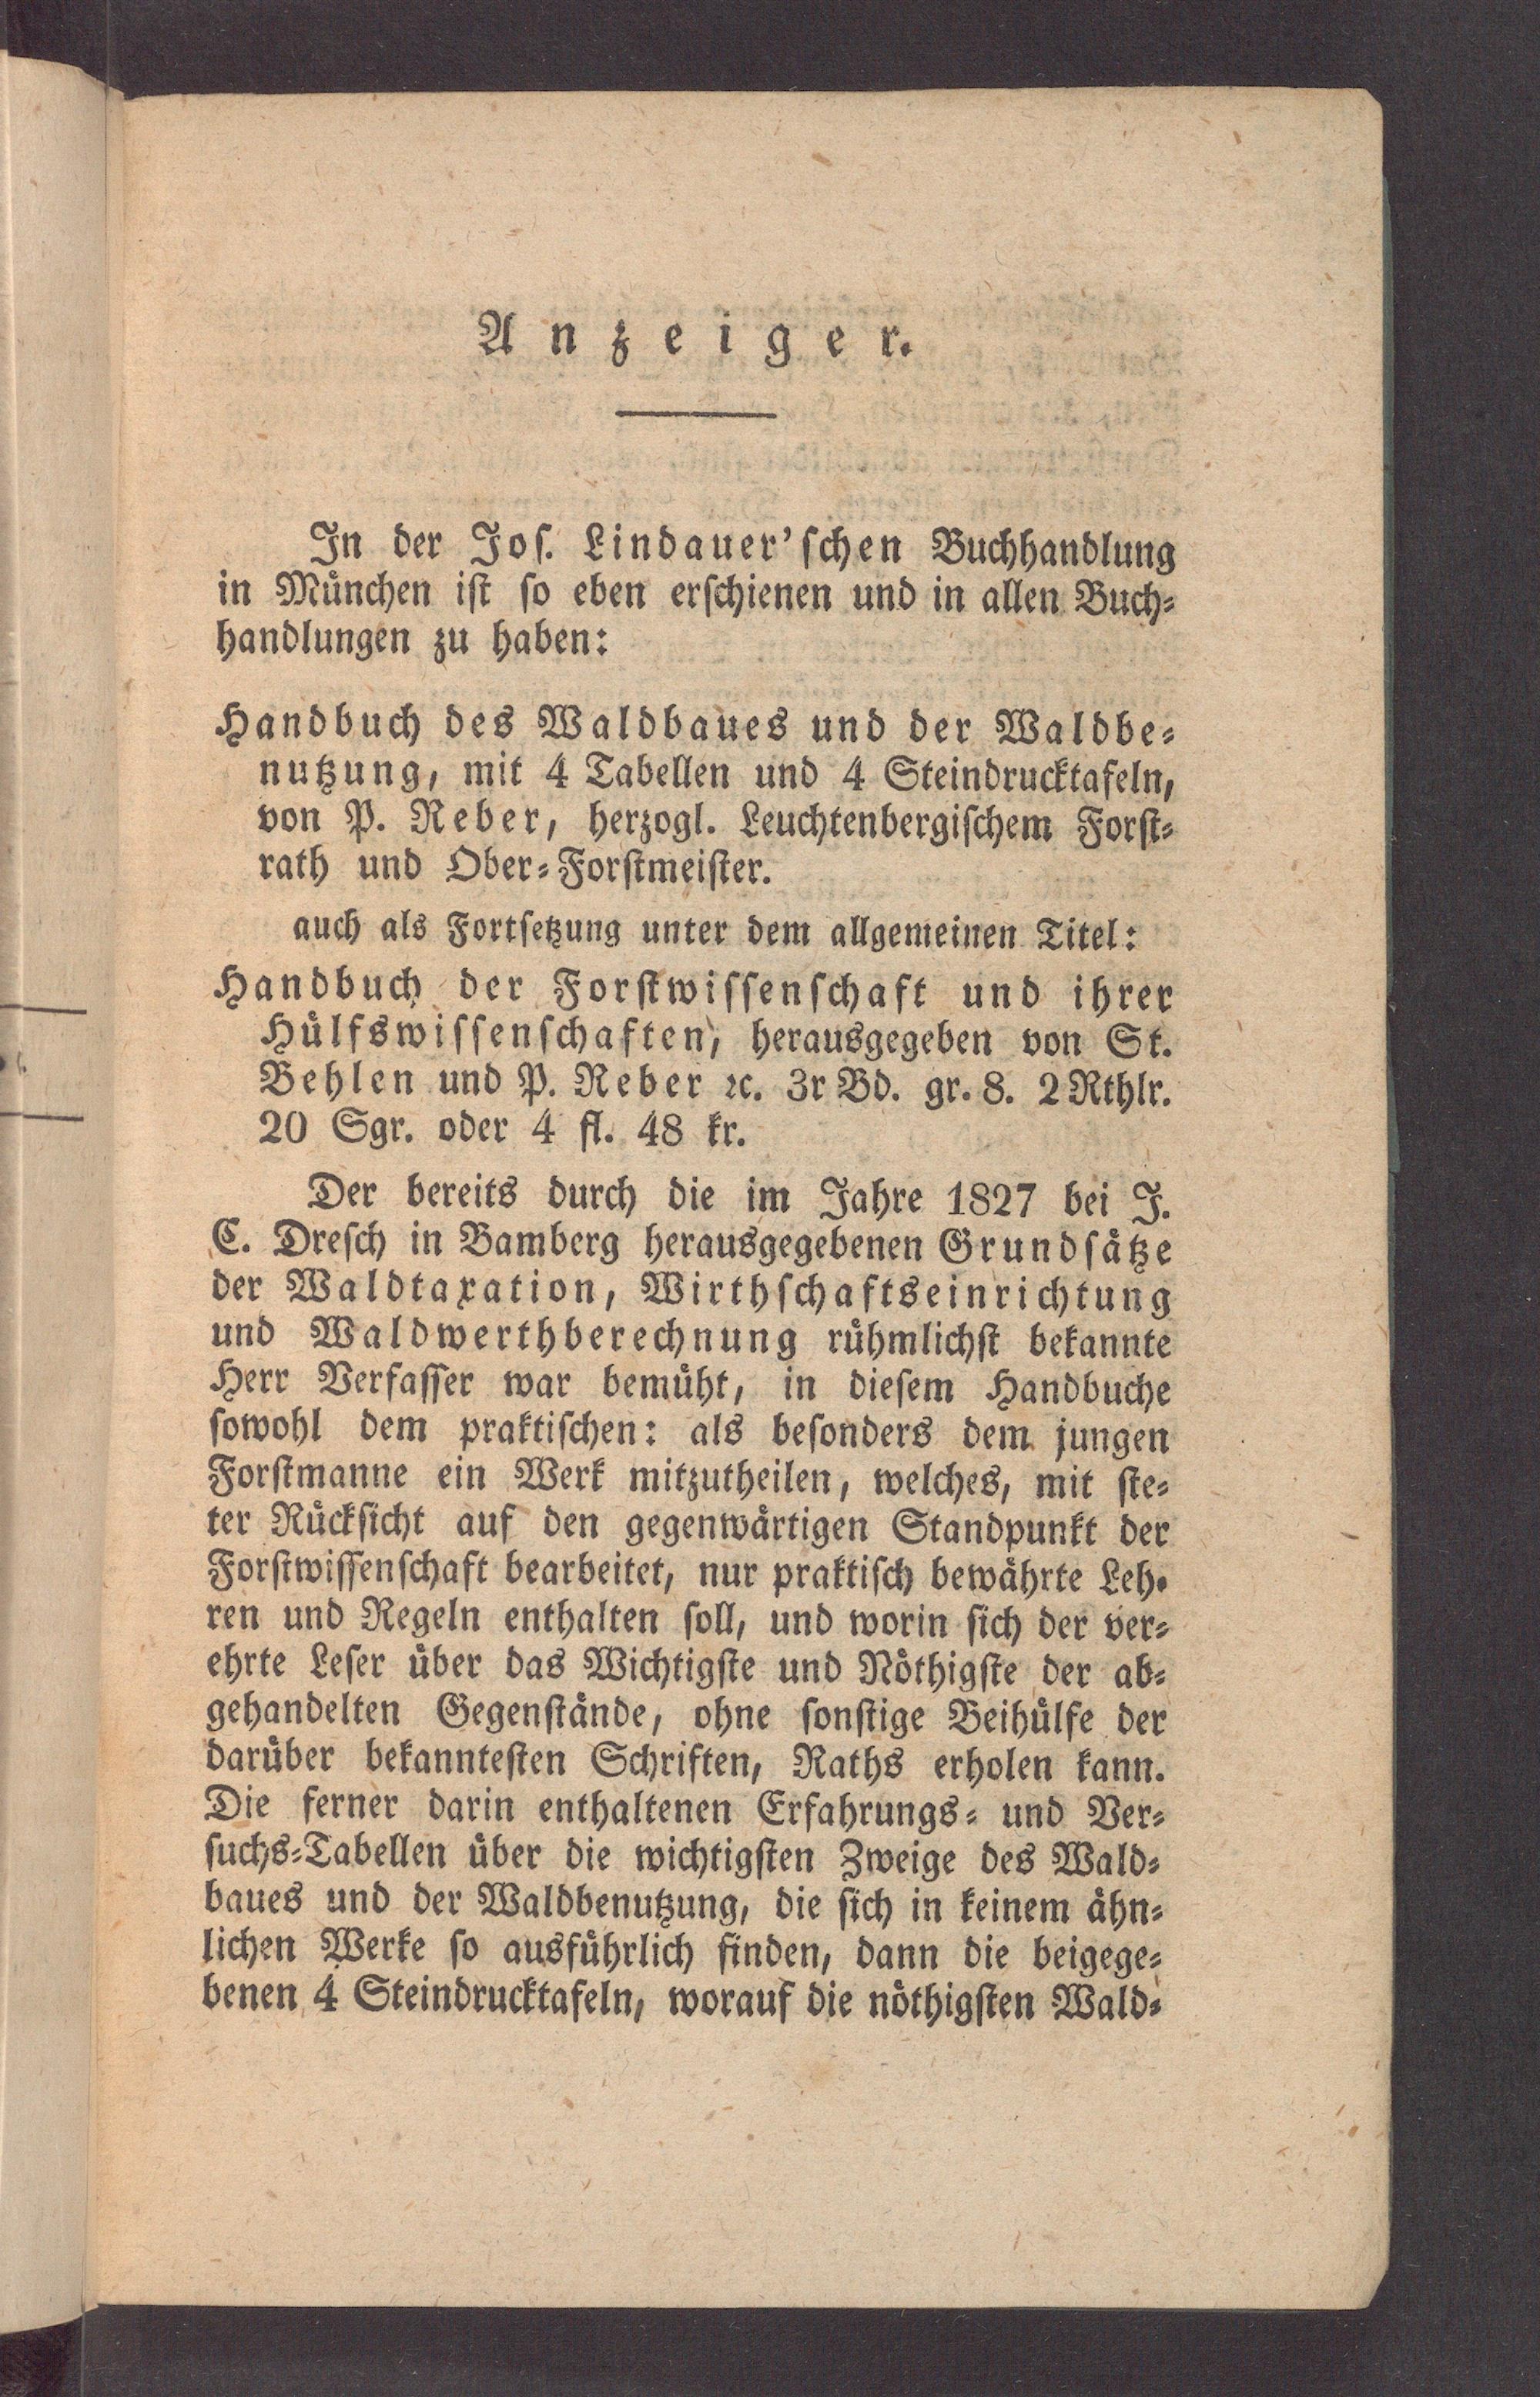 Anzeiger.
In der Jos. Lindauer'schen Buchhandlung
in München ist so eben erschienen und in allen Buch-
handlungen zu haben:
Handbuch des Waldbaues und der Waldbe-
nutzung, mit 4 Tabellen und 4 Steindrucktafeln,
von P. Reber, herzogl. Leuchtenbergischem Forst-
rath und Ober-Forstmeister.
auch als Fortsetzung unter dem allgemeinen Titel:
Handbuch der Forstwissenschaft und ihrer
Hülfswissenschaften, herausgegeben von St.
Behlen und P. Reber ꝛc. 3r Bd. gr. 8. 2 Rthlr.
20 Sgr. oder 4 fl. 48 kr.
Der bereits durch die im Jahre 1827 bei J.
C. Dresch in Bamberg herausgegebenen Grundsätze
der Waldtaxation, Wirthschaftseinrichtung
und Waldwerthberechnung rühmlichst bekannte
Herr Verfasser war bemüht, in diesem Handbuche
sowohl dem praktischen: als besonders dem jungen
Forstmanne ein Werk mitzutheilen, welches, mit ste-
ter Rücksicht auf den gegenwärtigen Standpunkt der
Forstwissenschaft bearbeitet, nur praktisch bewährte Leh-
ren und Regeln enthalten soll, und worin sich der ver-
ehrte Leser über das Wichtigste und Nöthigste der ab-
gehandelten Gegenstände, ohne sonstige Beihülfe der
darüber bekanntesten Schriften, Raths erholen kann.
Die ferner darin enthaltenen Erfahrungs- und Ver-
suchs-Tabellen über die wichtigsten Zweige des Wald-
baues und der Waldbenutzung, die sich in keinem ähn-
lichen Werke so ausführlich finden, dann die beigege-
benen 4 Steindrucktafeln, worauf die nöthigsten Wald-